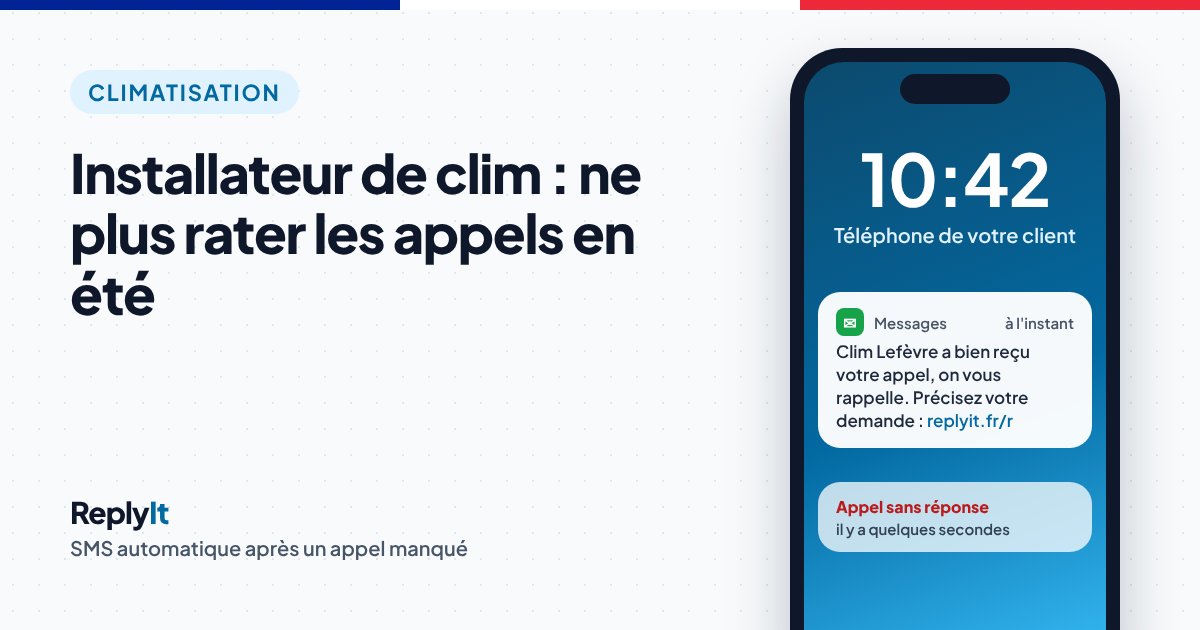 CLIMATISATION
Installateur de clim : ne
plus rater les appels en
été
ReplyIt
SMS automatique après un appel manqué
10:42
Téléphone de votre client
Messages à l'instant
Clim Lefèvre a bien reçu
votre appel, on vous
rappelle. Précisez votre
demande : replyit.fr/r
Appel sans réponse
il y a quelques secondes